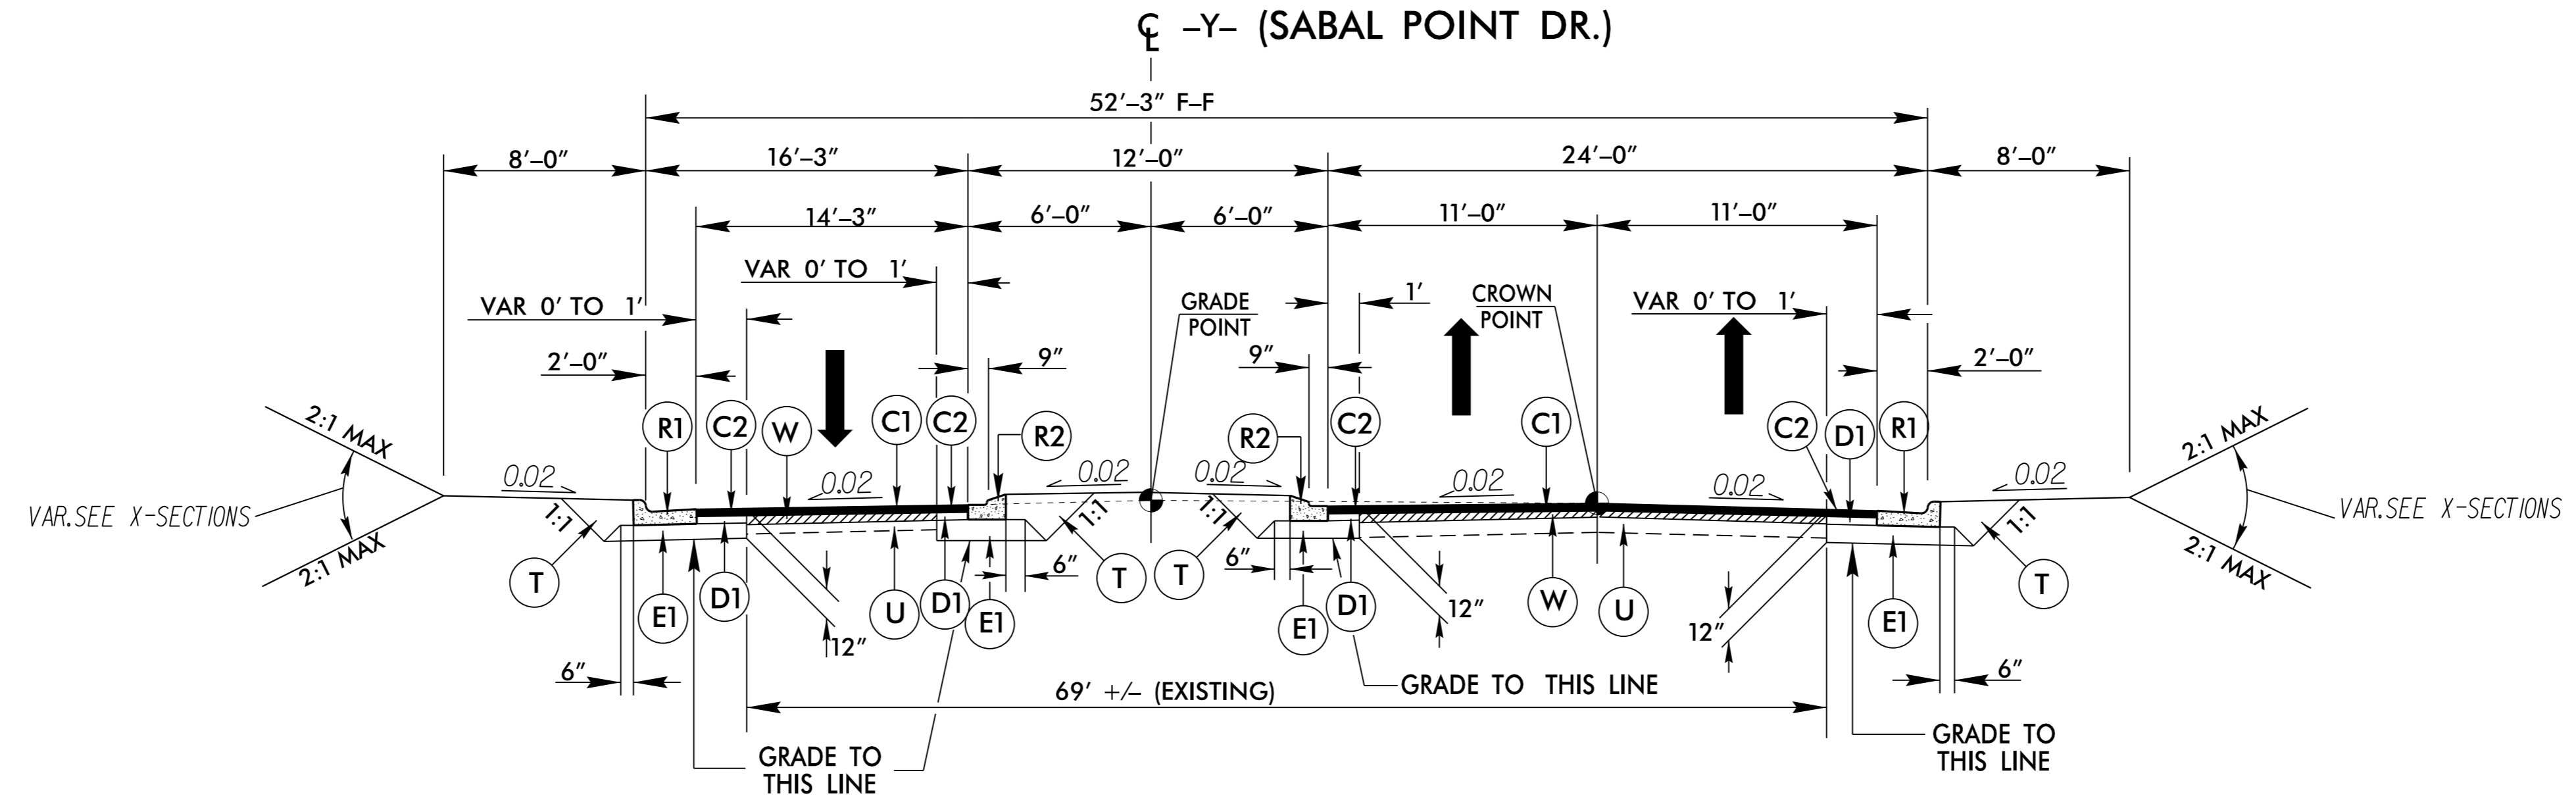 ℄ –Y– (SABAL POINT DR.)
52'–3" F–F
8'–0" 16'–3" 12'–0" 24'–0" 8'–0"
14'–3" 6'–0" 6'–0" 11'–0" 11'–0"
VAR 0' TO 1'
VAR 0' TO 1'
GRADE
POINT
1'
CROWN
POINT
VAR 0' TO 1'
2'–0" 9" 9" 2'–0"
R1 C2 W C1 C2 R2 R2 C2 C1 C2 D1 R1
2:1 MAX
2:1 MAX
VAR. SEE X-SECTIONS
0.02 0.02 0.02 0.02 0.02 0.02 0.02
1:1 1:1 1:1 1:1
2:1 MAX
2:1 MAX
VAR. SEE X-SECTIONS
T E1 D1 U D1 E1 T T E1 D1 W U E1 T
6" 6"
12" 12" 12"
6" 6"
69' +/– (EXISTING)
GRADE TO THIS LINE
GRADE TO
THIS LINE
GRADE TO
THIS LINE